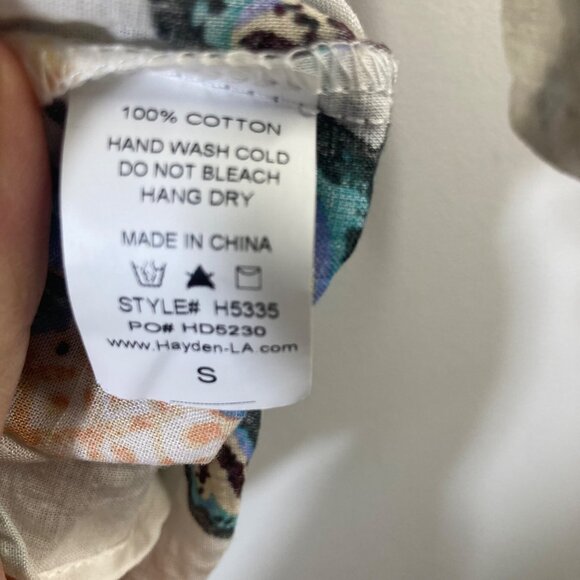 100% COTTON
HAND WASH COLD
DO NOT BLEACH
HANG DRY
MADE IN CHINA
STYLE# H5335
PO# HD5230
www.Hayden-LA.com
S